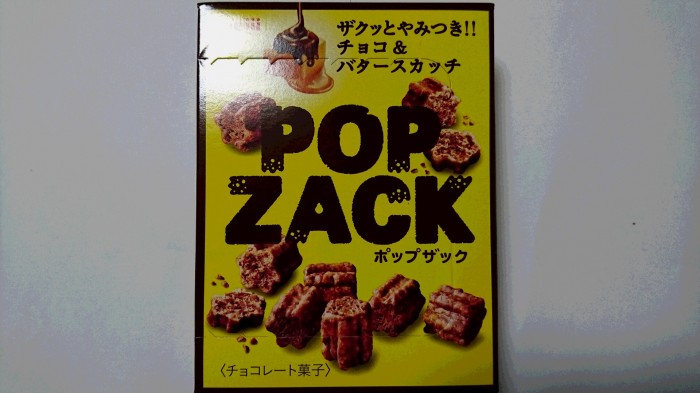 ザクッとやみつき!!
チョコ&
バタースカッチ
POP
ZACK
ポップザック
〈チョコレート菓子〉